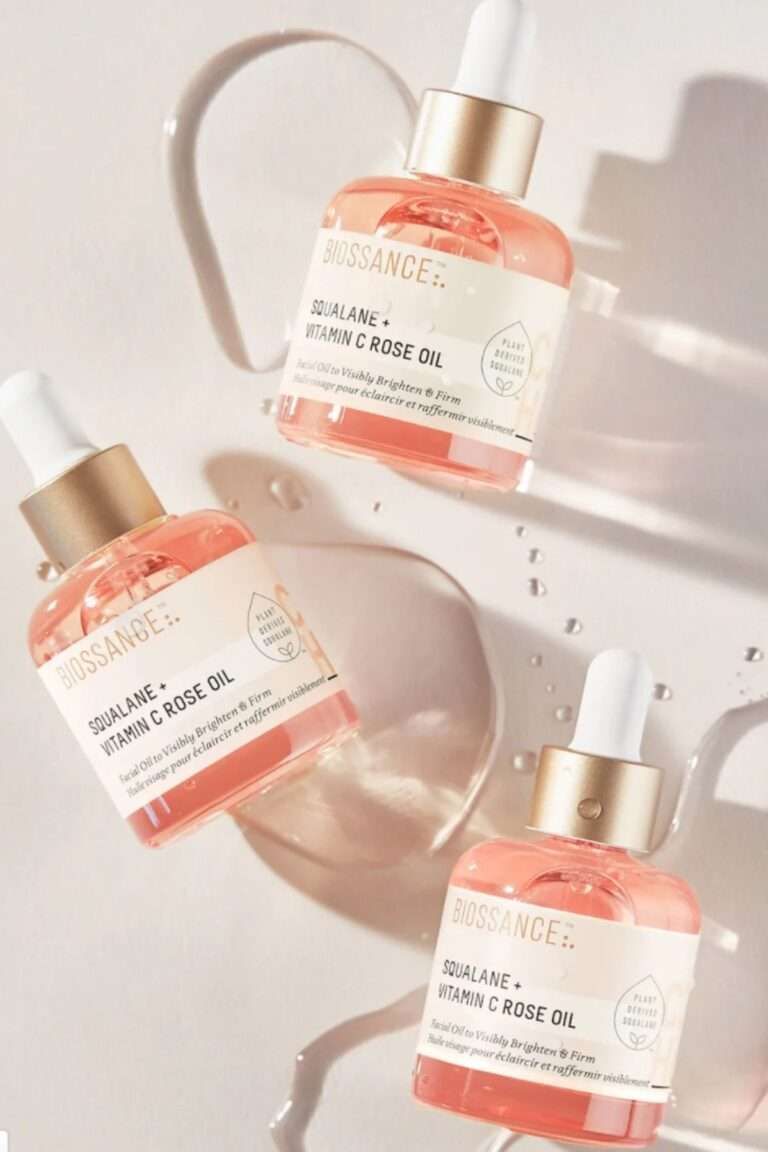 BIOSSANCE™
SQUALANE +
VITAMIN C ROSE OIL
PLANT
DERIVED
SQUALANE
Facial Oil to Visibly Brighten & Firm
Huile visage pour éclaircir et raffermir visiblement
BIOSSANCE™
SQUALANE +
VITAMIN C ROSE OIL
PLANT
DERIVED
SQUALANE
Facial Oil to Visibly Brighten & Firm
Huile visage pour éclaircir et raffermir visiblement
BIOSSANCE™
SQUALANE +
VITAMIN C ROSE OIL
PLANT
DERIVED
SQUALANE
Facial Oil to Visibly Brighten & Firm
Huile visage pour éclaircir et raffermir visiblement